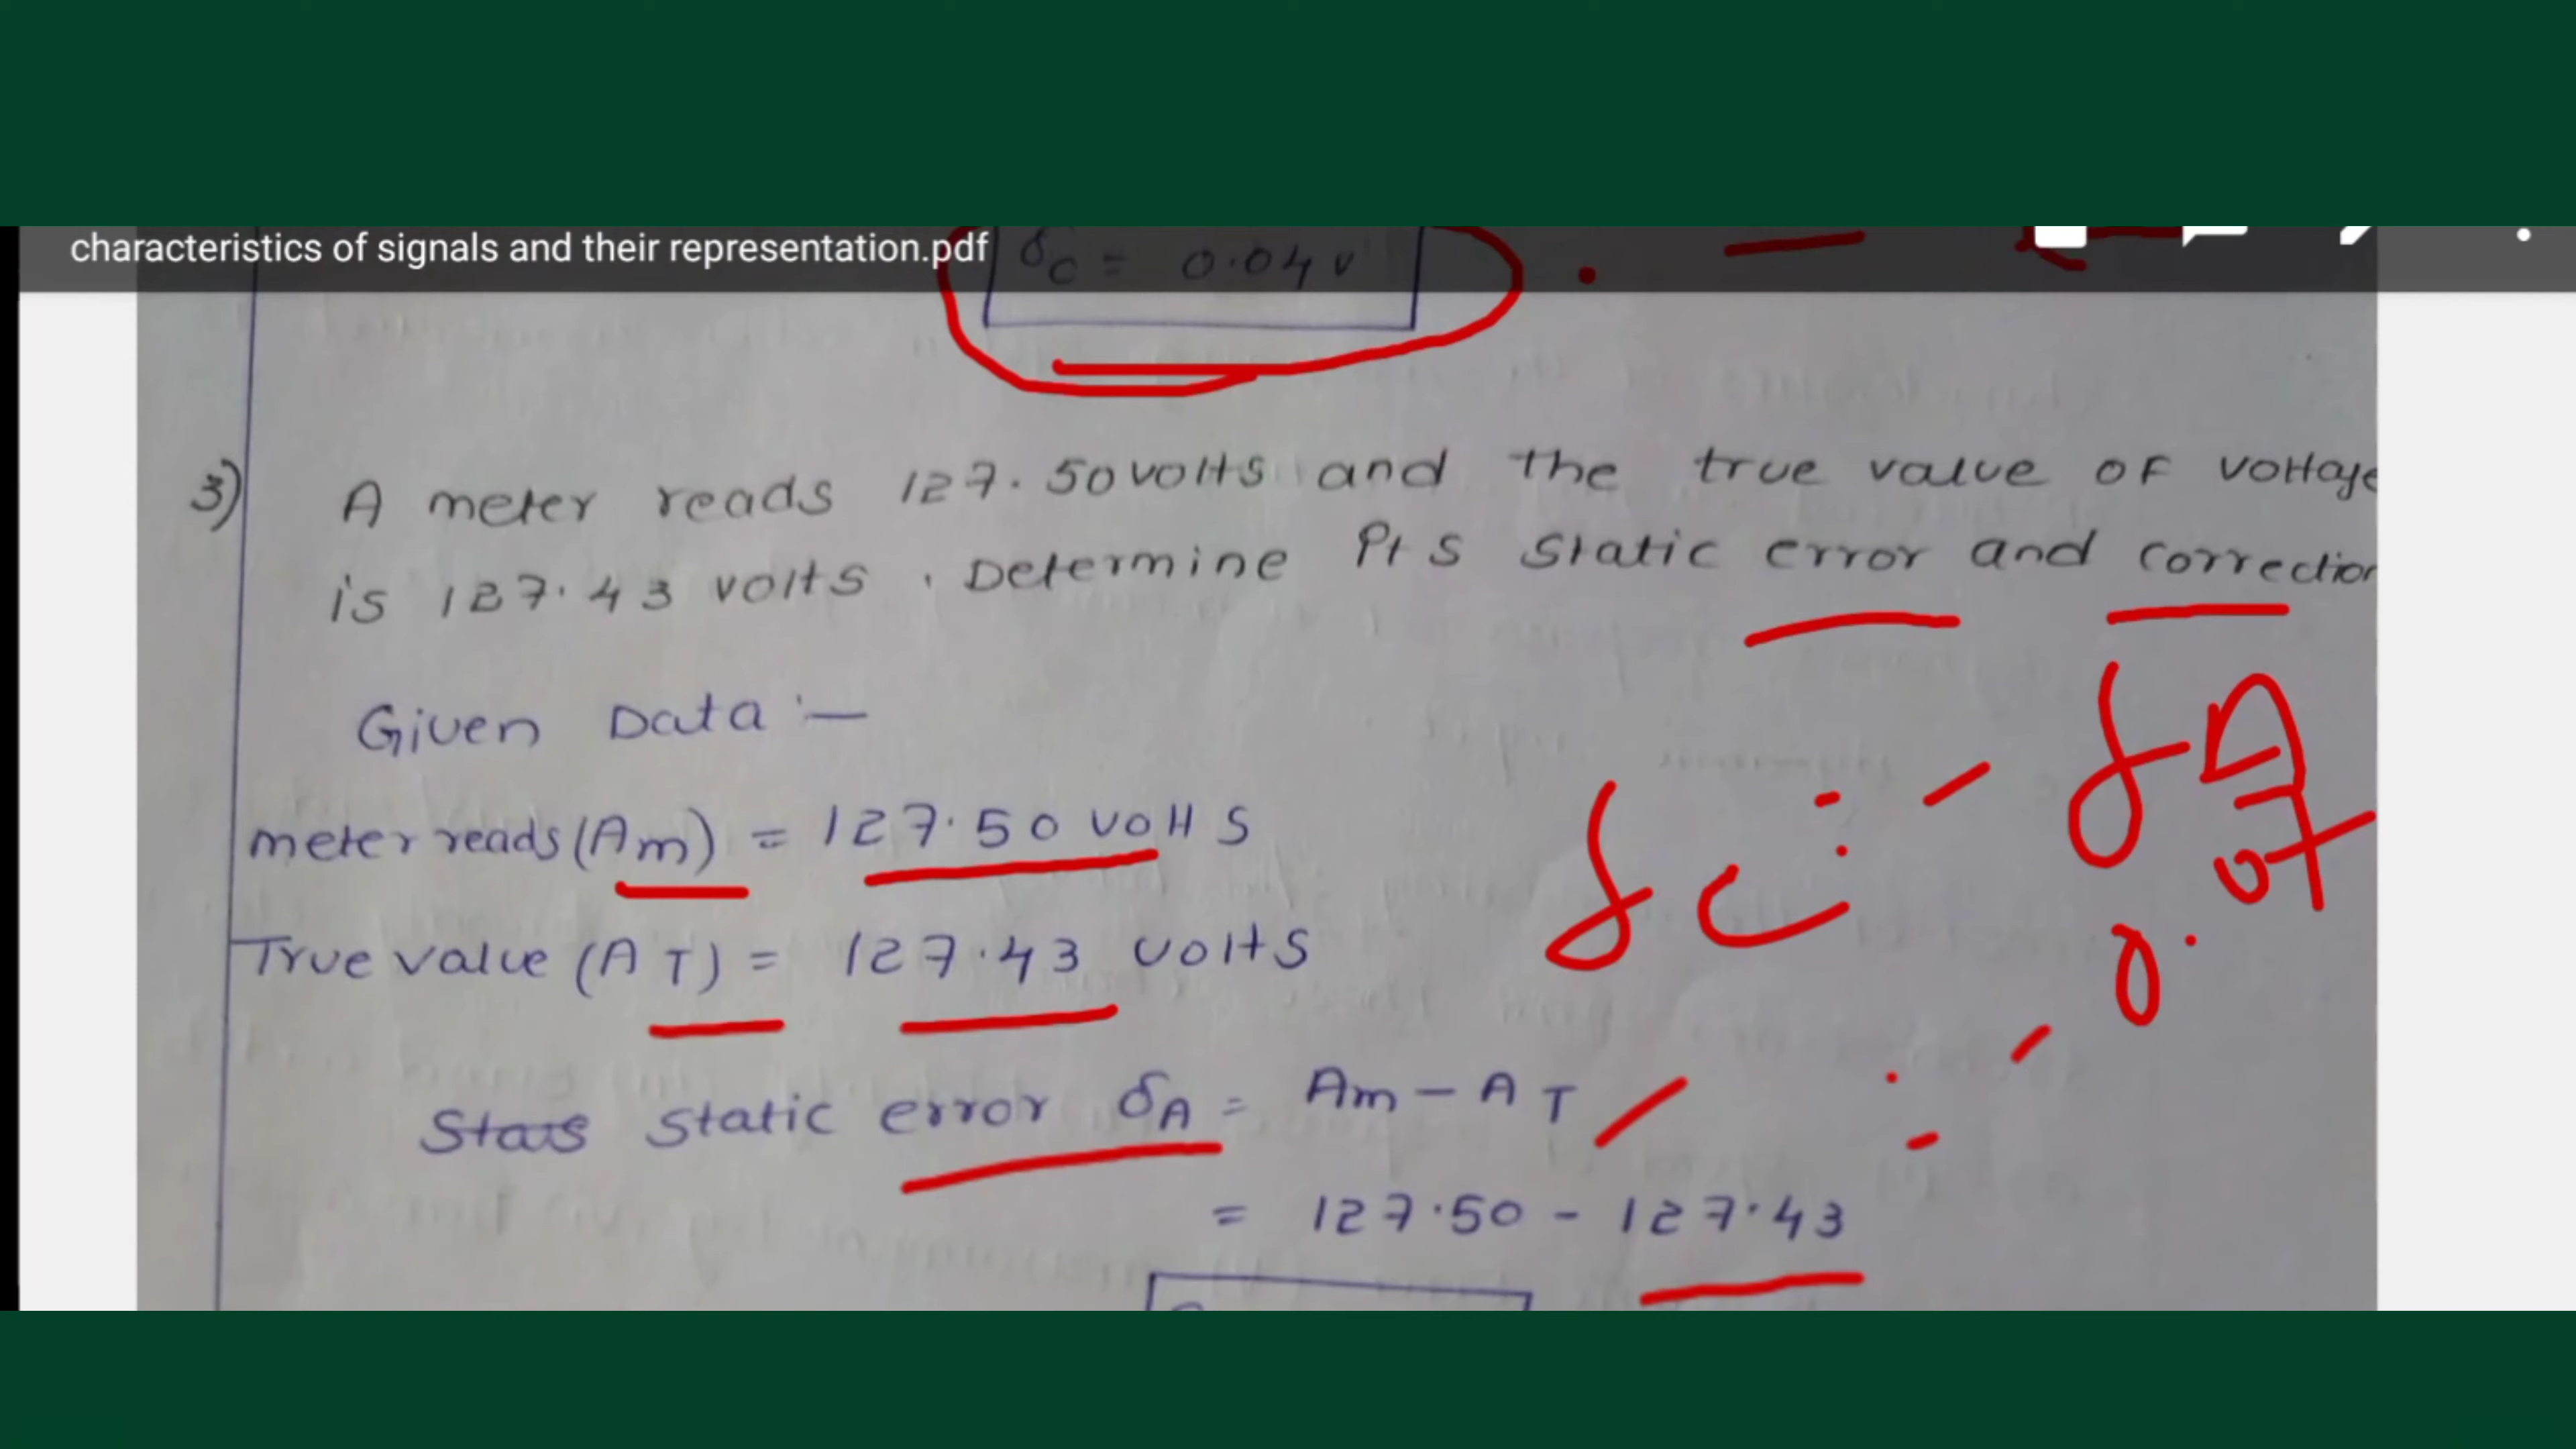 characteristics of signals and their representation.pdf
δc = 0.04 v
3) A meter reads 127.50 volts and the true value of voltage
is 127.43 volts. Determine its static error and correction
Given Data :-
meter reads (Am) = 127.50 volts
True value (AT) = 127.43 volts
δc = - δA
Stats static error δA = Am - AT
= 127.50 - 127.43